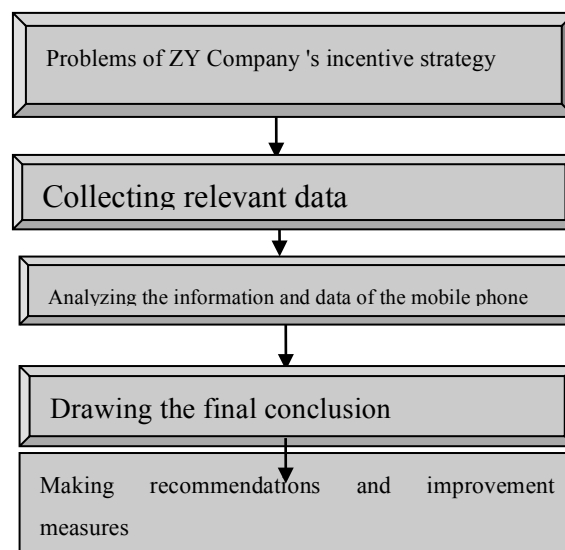 Problems of ZY Company 's incentive strategy
Collecting relevant data
Analyzing the information and data of the mobile phone
Drawing the final conclusion
Making recommendations and improvement
measures